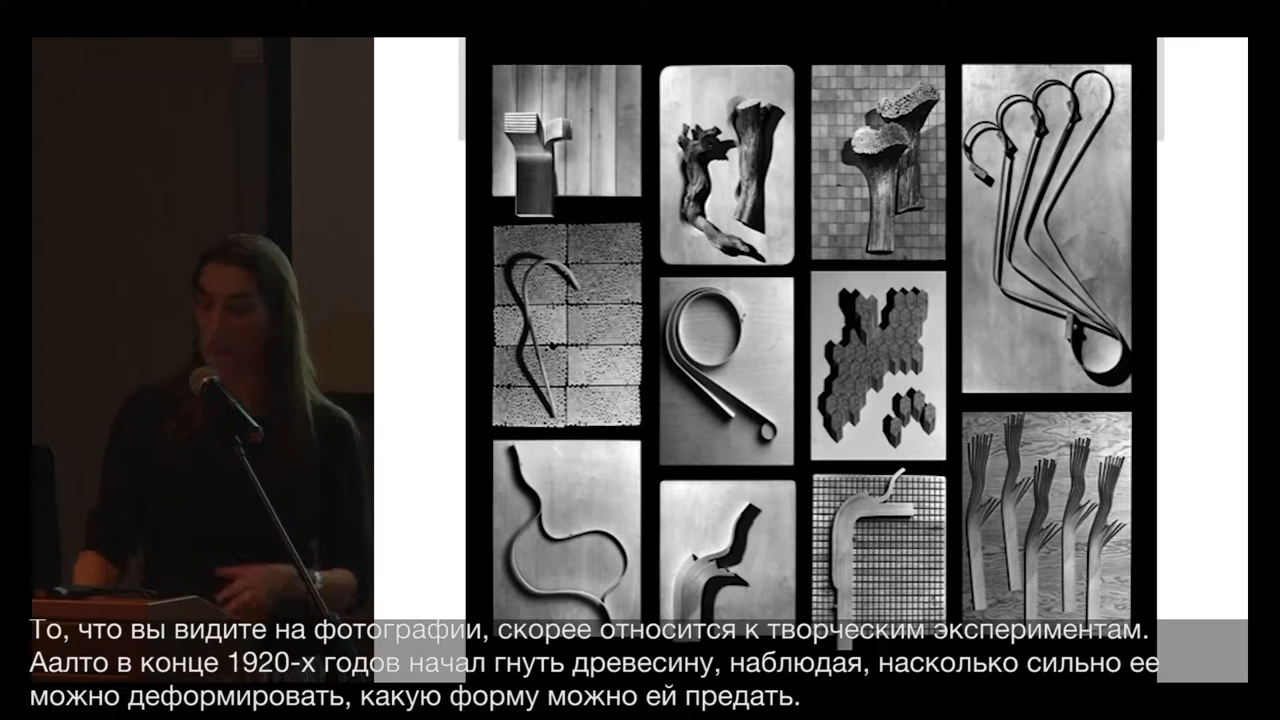 То, что вы видите на фотографии, скорее относится к творческим экспериментам.
Аалто в конце 1920-х годов начал гнуть древесину, наблюдая, насколько сильно ее
можно деформировать, какую форму можно ей предать.